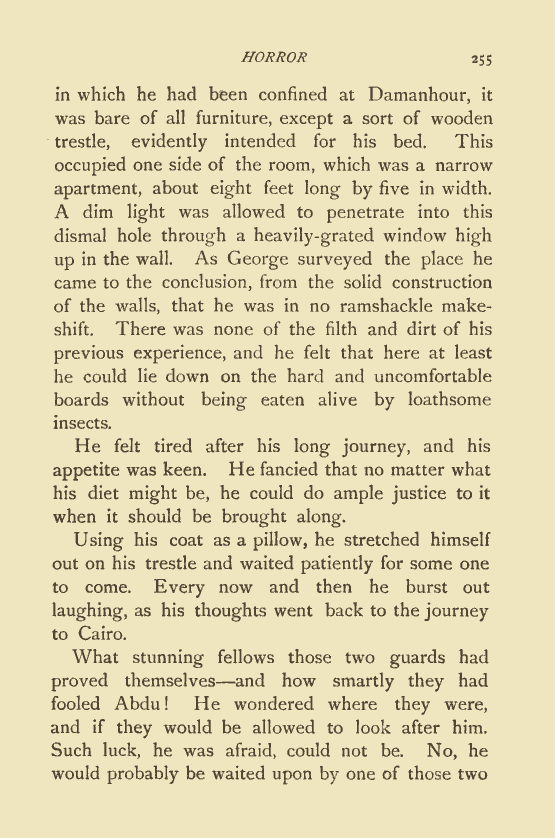 HORROR 255
in which he had been confined at Damanhour, it
was bare of all furniture, except a sort of wooden
trestle, evidently intended for his bed. This
occupied one side of the room, which was a narrow
apartment, about eight feet long by five in width.
A dim light was allowed to penetrate into this
dismal hole through a heavily-grated window high
up in the wall. As George surveyed the place he
came to the conclusion, from the solid construction
of the walls, that he was in no ramshackle make-
shift. There was none of the filth and dirt of his
previous experience, and he felt that here at least
he could lie down on the hard and uncomfortable
boards without being eaten alive by loathsome
insects.
He felt tired after his long journey, and his
appetite was keen. He fancied that no matter what
his diet might be, he could do ample justice to it
when it should be brought along.
Using his coat as a pillow, he stretched himself
out on his trestle and waited patiently for some one
to come. Every now and then he burst out
laughing, as his thoughts went back to the journey
to Cairo.
What stunning fellows those two guards had
proved themselves—and how smartly they had
fooled Abdu! He wondered where they were,
and if they would be allowed to look after him.
Such luck, he was afraid, could not be. No, he
would probably be waited upon by one of those two